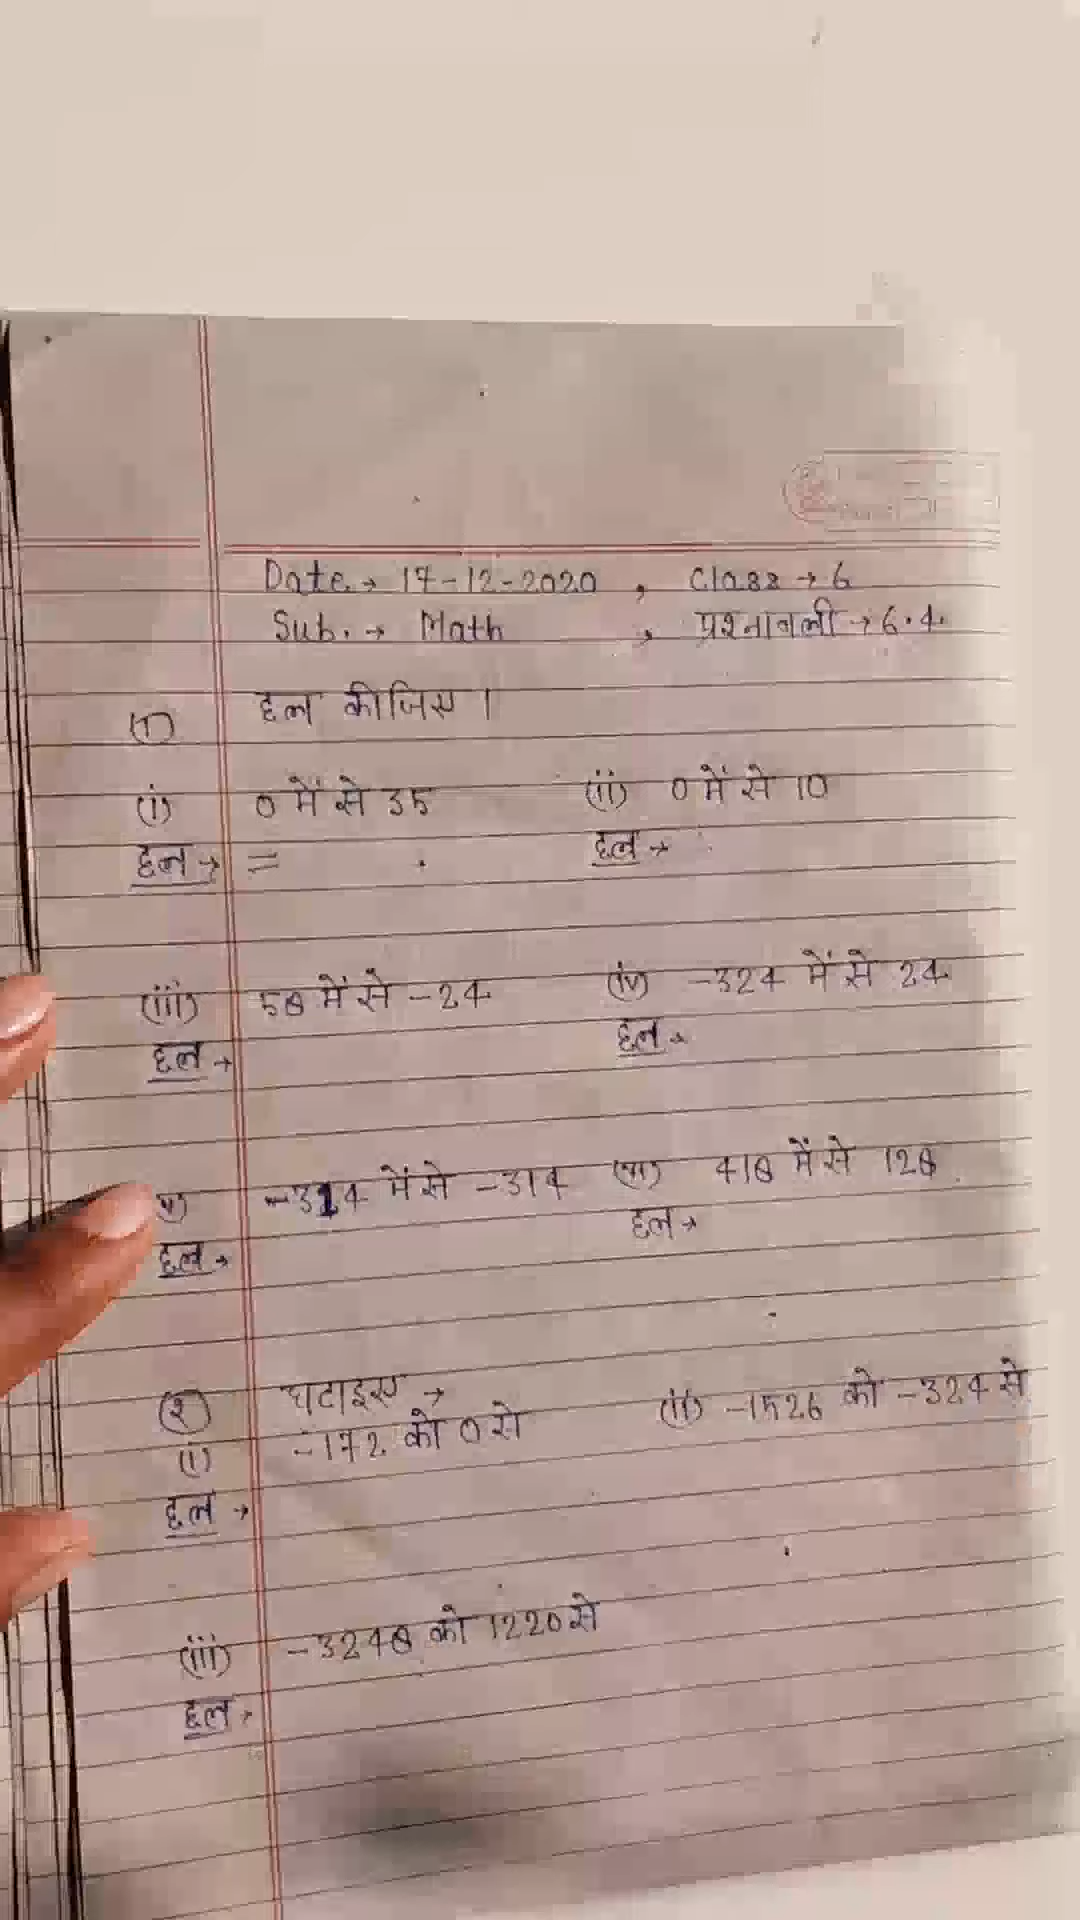 Date → 17-12-2020 , Class → 6
Sub. → Math , प्रश्नावली → 6.4.
(1) हल कीजिए ।
(i) 0 में से 35 (ii) 0 में से 10
हल → = हल →
(iii) 58 में से -24 (iv) -324 में से 24
हल → हल →
(v) -314 में से -314 (vi) 418 में से 128
हल → हल →
(2) घटाइए →
(i) -172 को 0 से (ii) -1526 को -324 से
हल →
(iii) -3248 को 1220 से
हल →